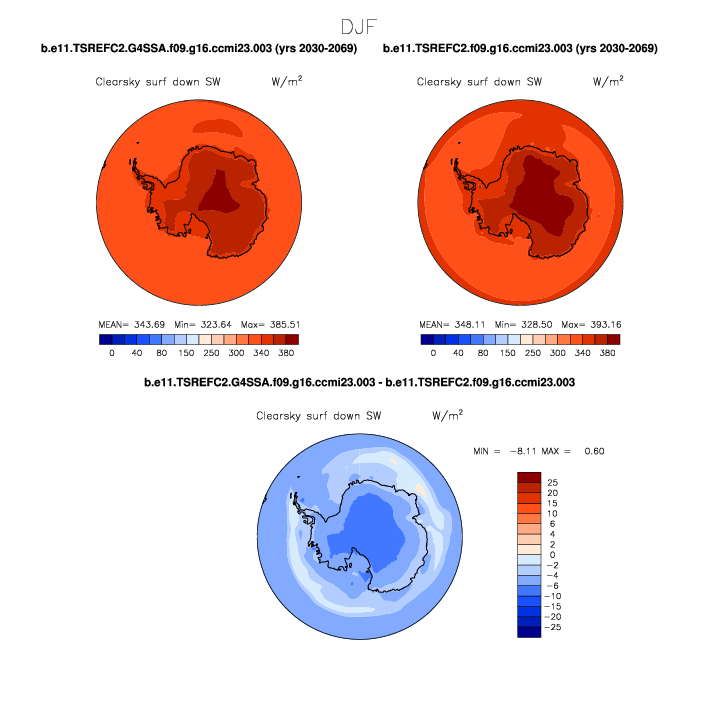 DJF
b.e11.TSREFC2.G4SSA.f09.g16.ccmi23.003 (yrs 2030-2069)
b.e11.TSREFC2.f09.g16.ccmi23.003 (yrs 2030-2069)
Clearsky surf down SW W/m²
Clearsky surf down SW W/m²
MEAN= 343.69 Min= 323.64 Max= 385.51
MEAN= 348.11 Min= 328.50 Max= 393.16
0 40 80 150 250 300 340 380
0 40 80 150 250 300 340 380
b.e11.TSREFC2.G4SSA.f09.g16.ccmi23.003 - b.e11.TSREFC2.f09.g16.ccmi23.003
Clearsky surf down SW W/m²
MIN = -8.11 MAX = 0.60
25
20
15
10
6
4
2
0
-2
-4
-6
-10
-15
-20
-25